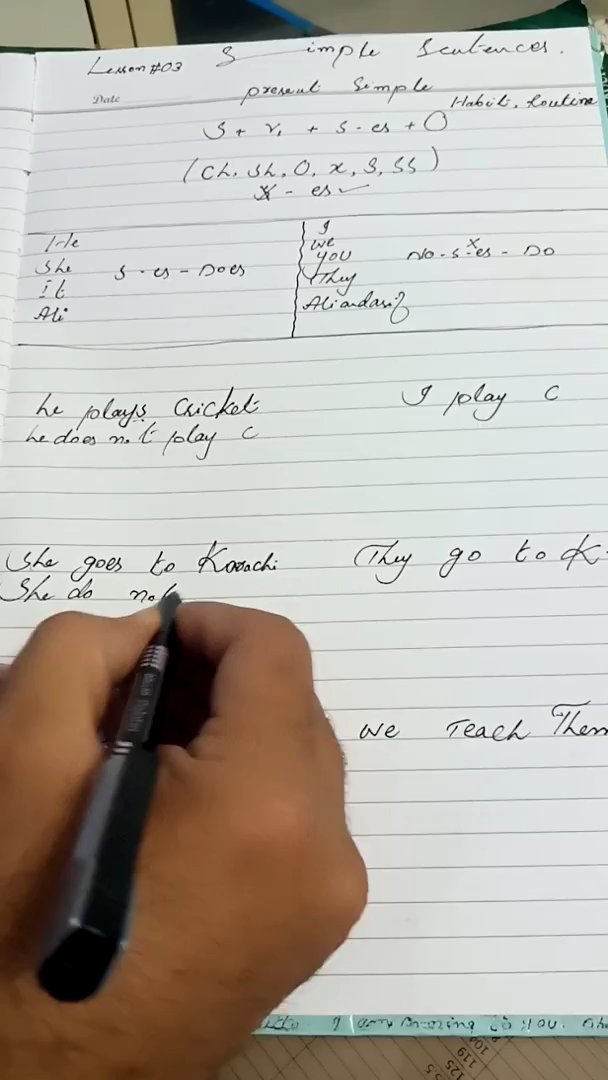 Lesson #03 Simple Sentences.
Date present Simple Habit, Routine
S + V1 + s - es + O
(ch, sh, O, x, S, SS)
- es ✓
He
She s - es - Does
It
Ali
I
we
you No - s - es - Do
They
Ali and asif
he plays Cricket I play C
he does not play C
She goes to Karachi They go to K
She do not
we Teach Them
I am